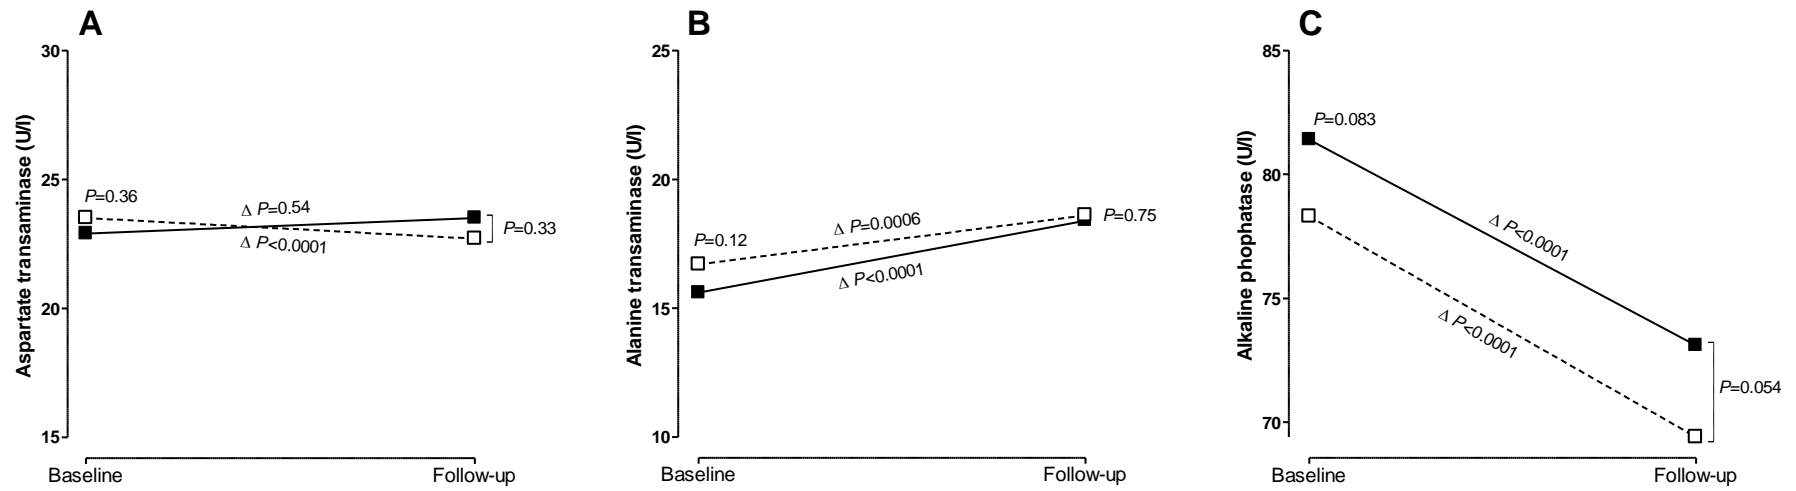 A
Aspartate transaminase (U/l)
30
25
20
15
P=0.36
Δ P=0.54
Δ P<0.0001
P=0.33
Baseline
Follow-up
B
Alanine transaminase (U/l)
25
20
15
10
P=0.12
Δ P=0.0006
Δ P<0.0001
P=0.75
Baseline
Follow-up
C
Alkaline phophatase (U/l)
85
80
75
70
P=0.083
Δ P<0.0001
Δ P<0.0001
P=0.054
Baseline
Follow-up